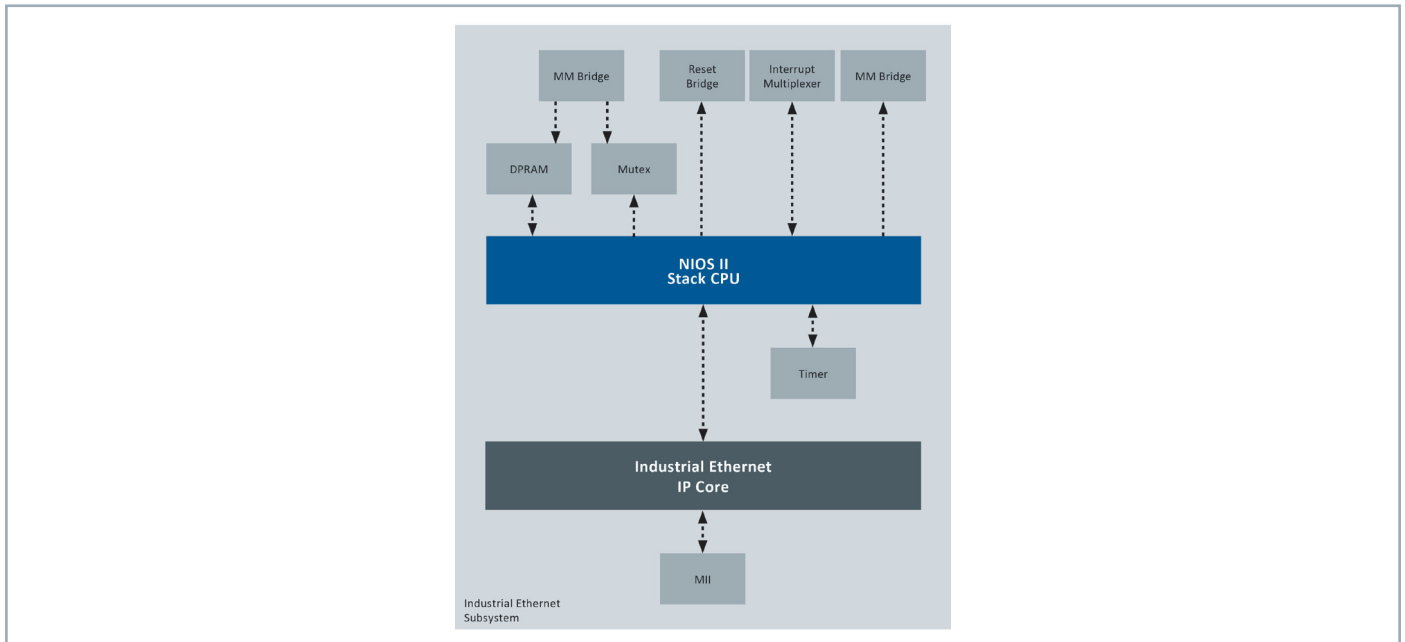 MM Bridge
Reset
Bridge
Interrupt
Multiplexer
MM Bridge
DPRAM
Mutex
NIOS II
Stack CPU
Timer
Industrial Ethernet
IP Core
MII
Industrial Ethernet
Subsystem